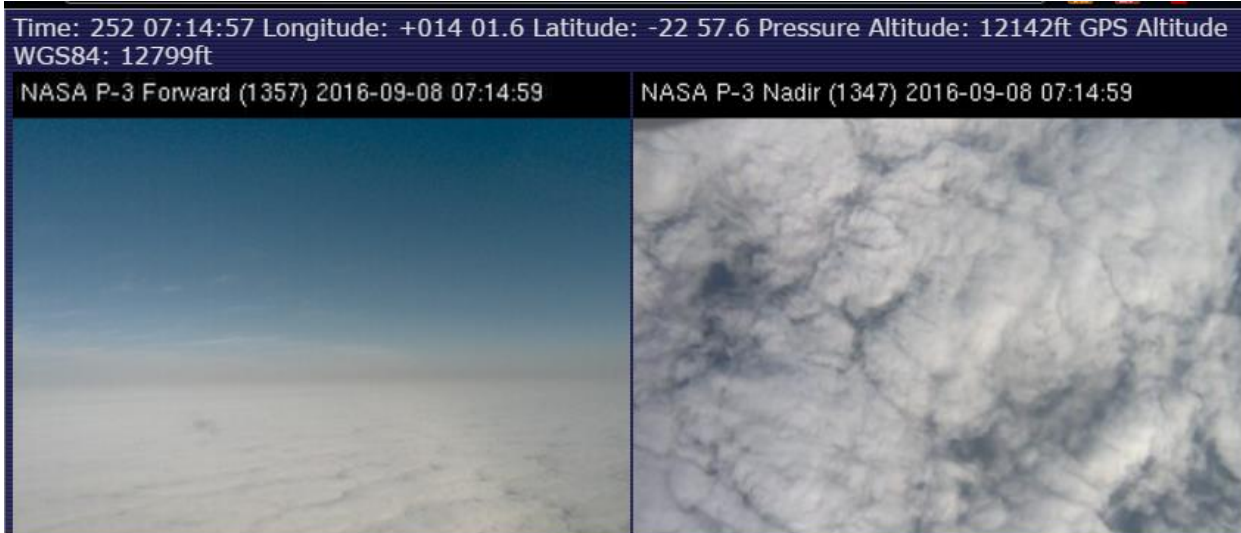 Time: 252 07:14:57 Longitude: +014 01.6 Latitude: -22 57.6 Pressure Altitude: 12142ft GPS Altitude
WGS84: 12799ft
NASA P-3 Forward (1357) 2016-09-08 07:14:59
NASA P-3 Nadir (1347) 2016-09-08 07:14:59